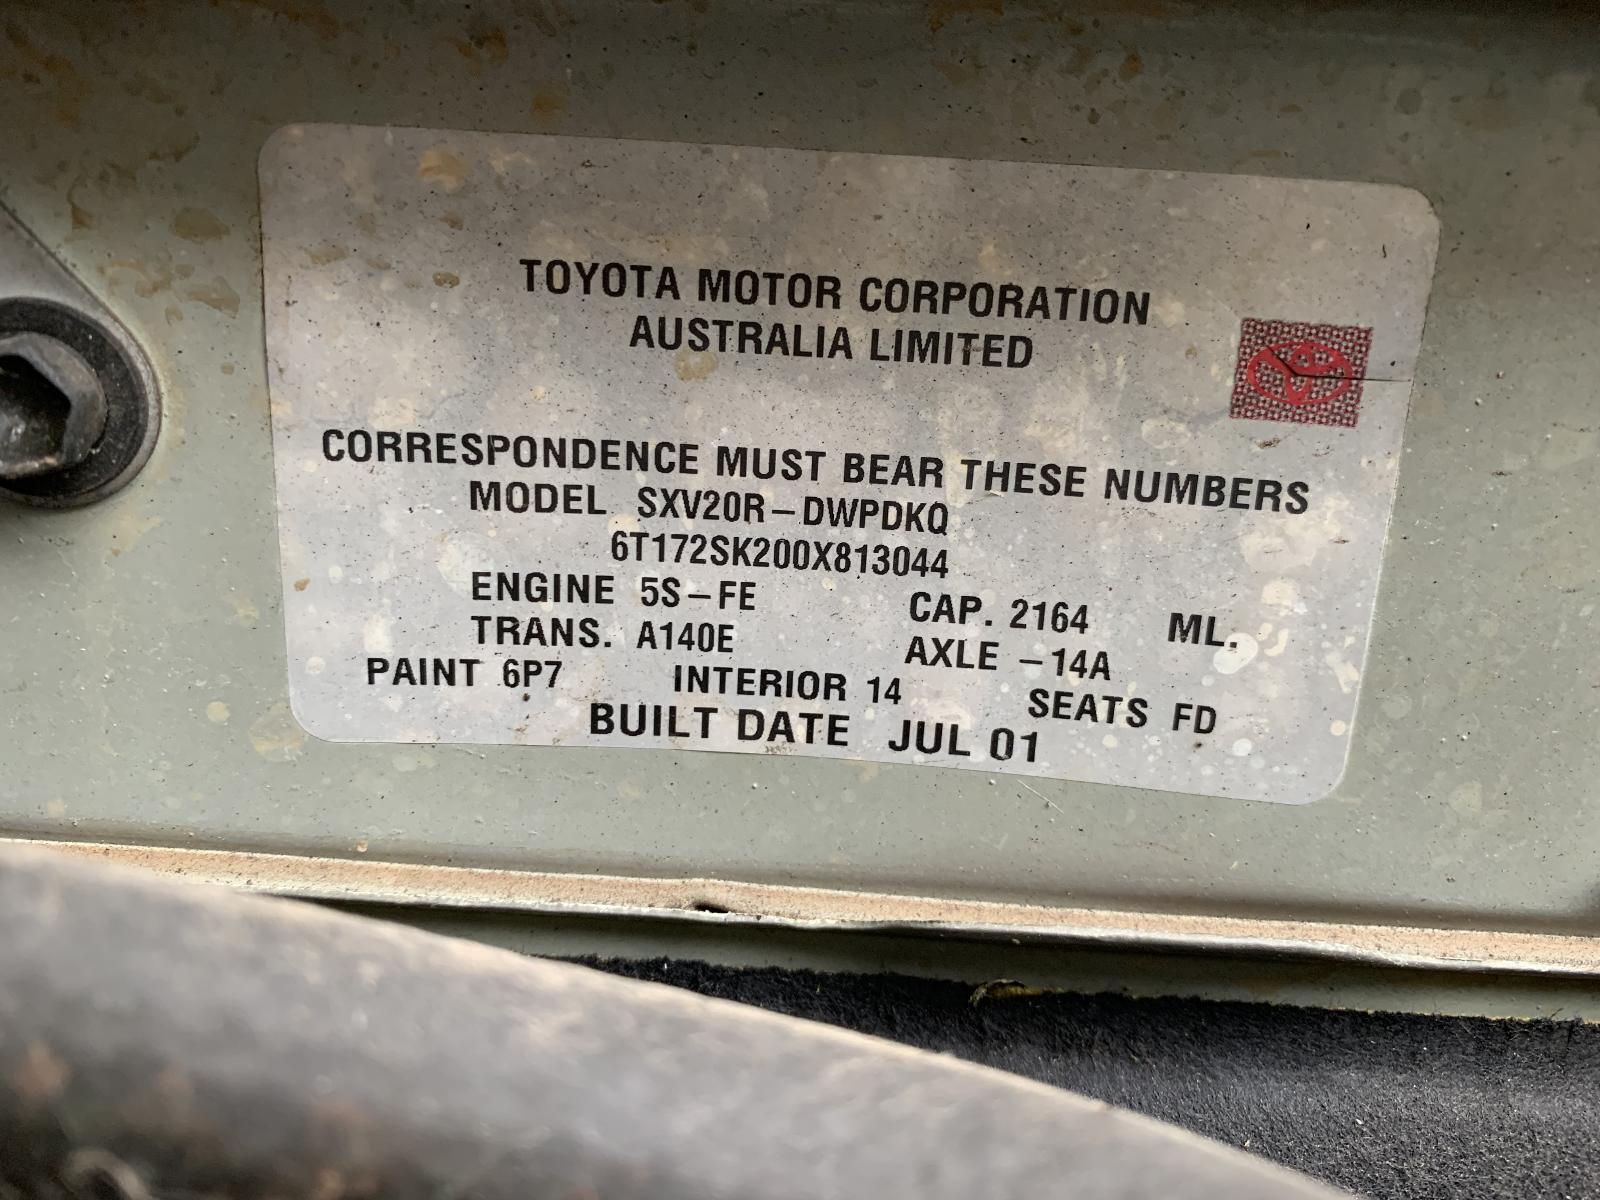 TOYOTA MOTOR CORPORATION
AUSTRALIA LIMITED
CORRESPONDENCE MUST BEAR THESE NUMBERS
MODEL SXV20R-DWPDKQ
6T172SK200X813044
ENGINE 5S-FE CAP. 2164 ML.
TRANS. A140E AXLE -14A
PAINT 6P7 INTERIOR 14 SEATS FD
BUILT DATE JUL 01